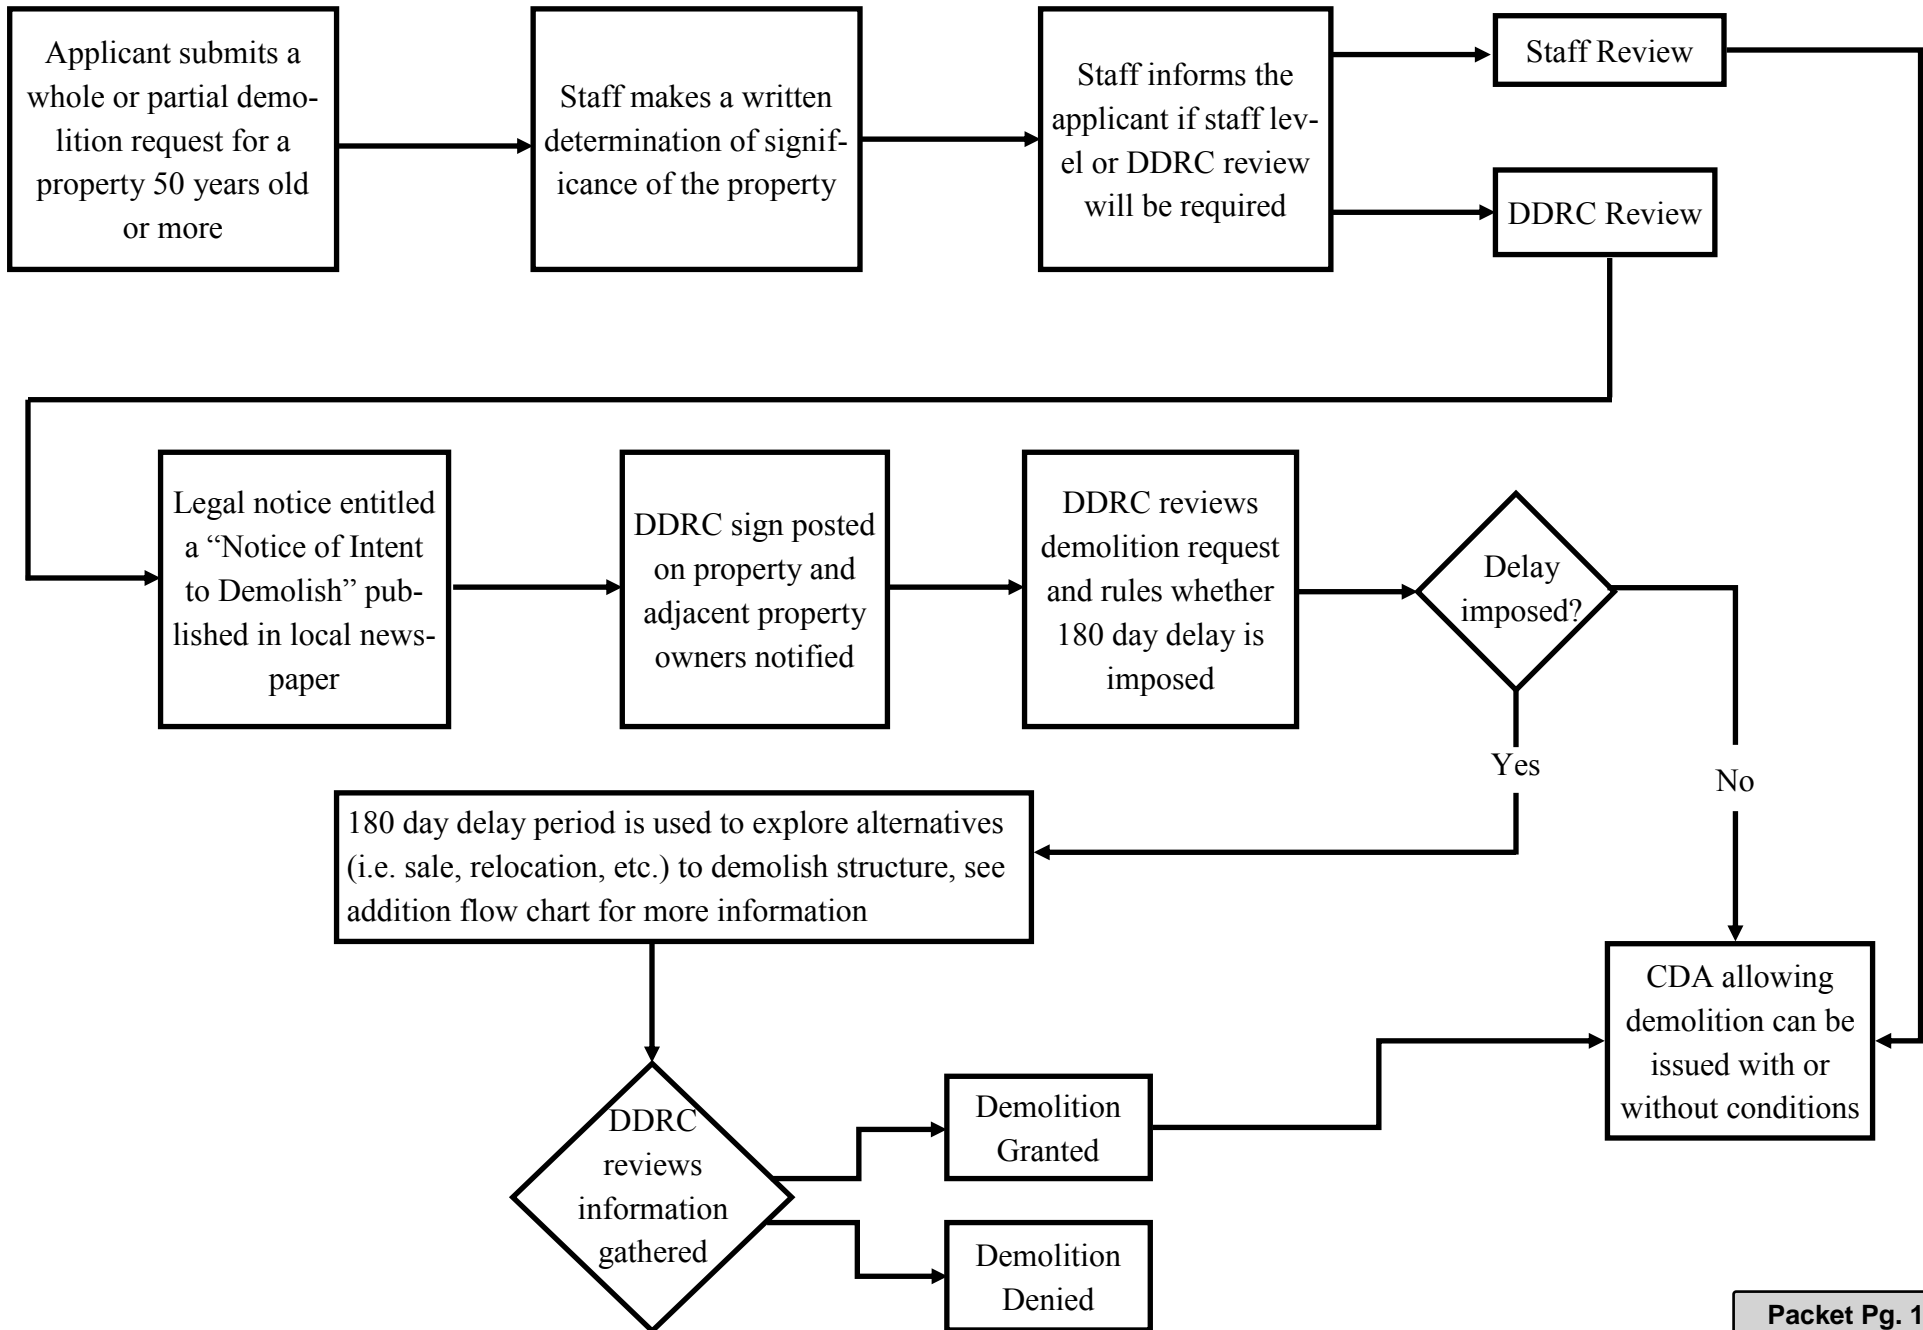 Applicant submits a
whole or partial demo-
lition request for a
property 50 years old
or more
Staff makes a written
determination of signif-
icance of the property
Staff informs the
applicant if staff lev-
el or DDRC review
will be required
Staff Review
DDRC Review
Legal notice entitled
a “Notice of Intent
to Demolish” pub-
lished in local news-
paper
DDRC sign posted
on property and
adjacent property
owners notified
DDRC reviews
demolition request
and rules whether
180 day delay is
imposed
Delay
imposed?
Yes
No
180 day delay period is used to explore alternatives
(i.e. sale, relocation, etc.) to demolish structure, see
addition flow chart for more information
CDA allowing
demolition can be
issued with or
without conditions
DDRC
reviews
information
gathered
Demolition
Granted
Demolition
Denied
Packet Pg. 1